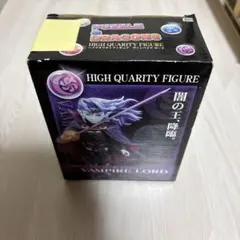 PUZZLE
& DRAGONS
HIGH QUARITY FIGURE
HIGH QUARITY FIGURE
闇の王、降臨。
VAMPIRE LORD